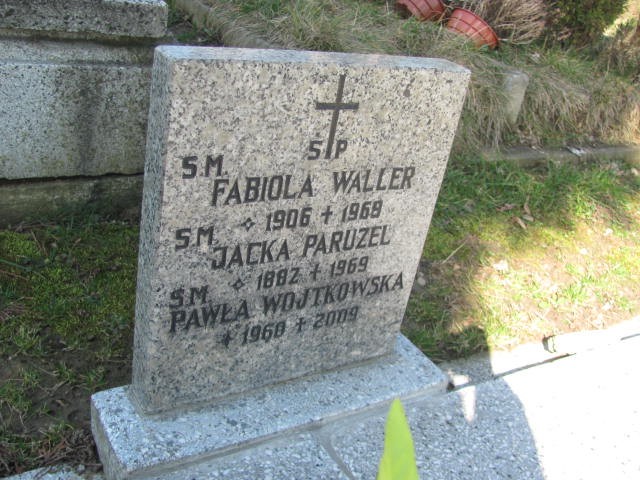 Ś P
S.M.
FABIOLA WALLER
1906 † 1968
S.M.
JACKA PARUZEL
1882 † 1969
S.M.
PAWŁA WOJTKOWSKA
† 1960 † 2009